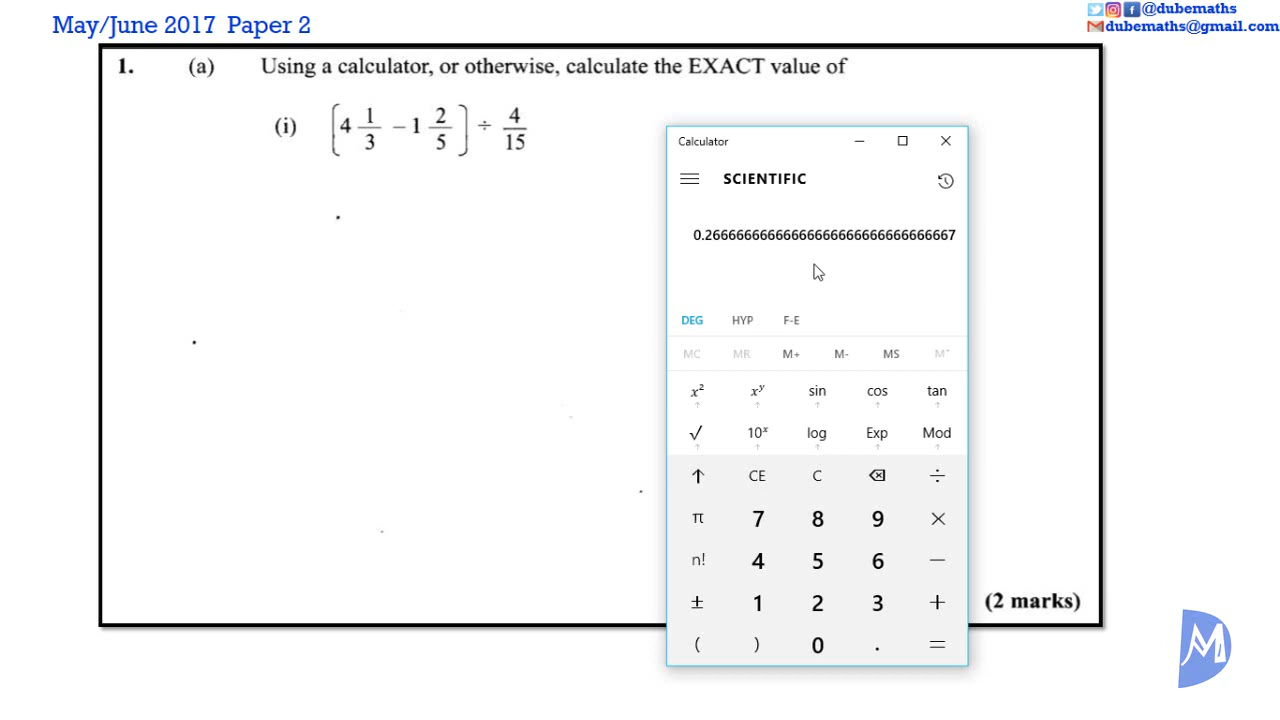 May/June 2017 Paper 2
@dubemaths
dubemaths@gmail.com
1. (a) Using a calculator, or otherwise, calculate the EXACT value of
(i) [4 1/3 − 1 2/5] ÷ 4/15
Calculator
SCIENTIFIC
0.26666666666666666666666666666667
DEG HYP F-E
MC MR M+ M- MS M˅
x² xʸ sin cos tan
√ 10ˣ log Exp Mod
↑ CE C ⌫ ÷
π 7 8 9 ×
n! 4 5 6 −
± 1 2 3 +
( ) 0 . =
(2 marks)
DM